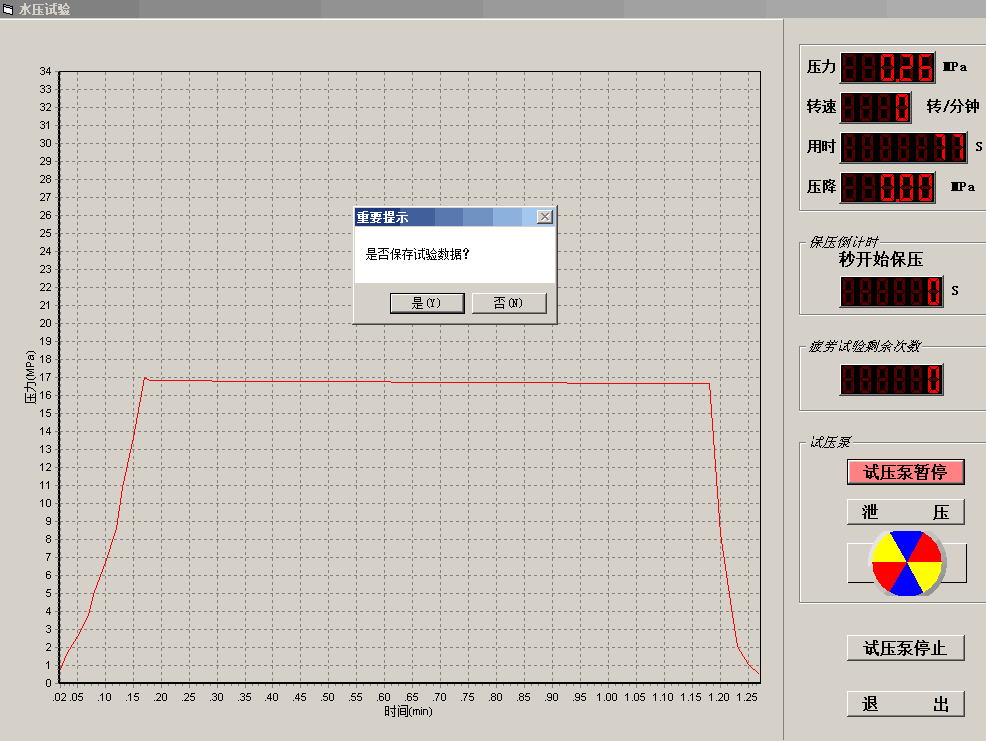 水压试验
34
33
32
31
30
29
28
27
26
25
24
23
22
21
20
19
18
17
16
15
14
13
12
11
10
9
8
7
6
5
4
3
2
1
0
压力(MPa)
.02 .05 .10 .15 .20 .25 .30 .35 .40 .45 .50 .55 .60 .65 .70 .75 .80 .85 .90 .95 1.00 1.05 1.10 1.15 1.20 1.25
时间(min)
重要提示
是否保存试验数据?
是(Y) 否(N)
压力 0.26 MPa
转速 0 转/分钟
用时 77 S
压降 0.00 MPa
保压倒计时
秒开始保压
0 S
疲劳试验剩余次数
0
试压泵
试压泵暂停
泄 压
试压泵停止
退 出